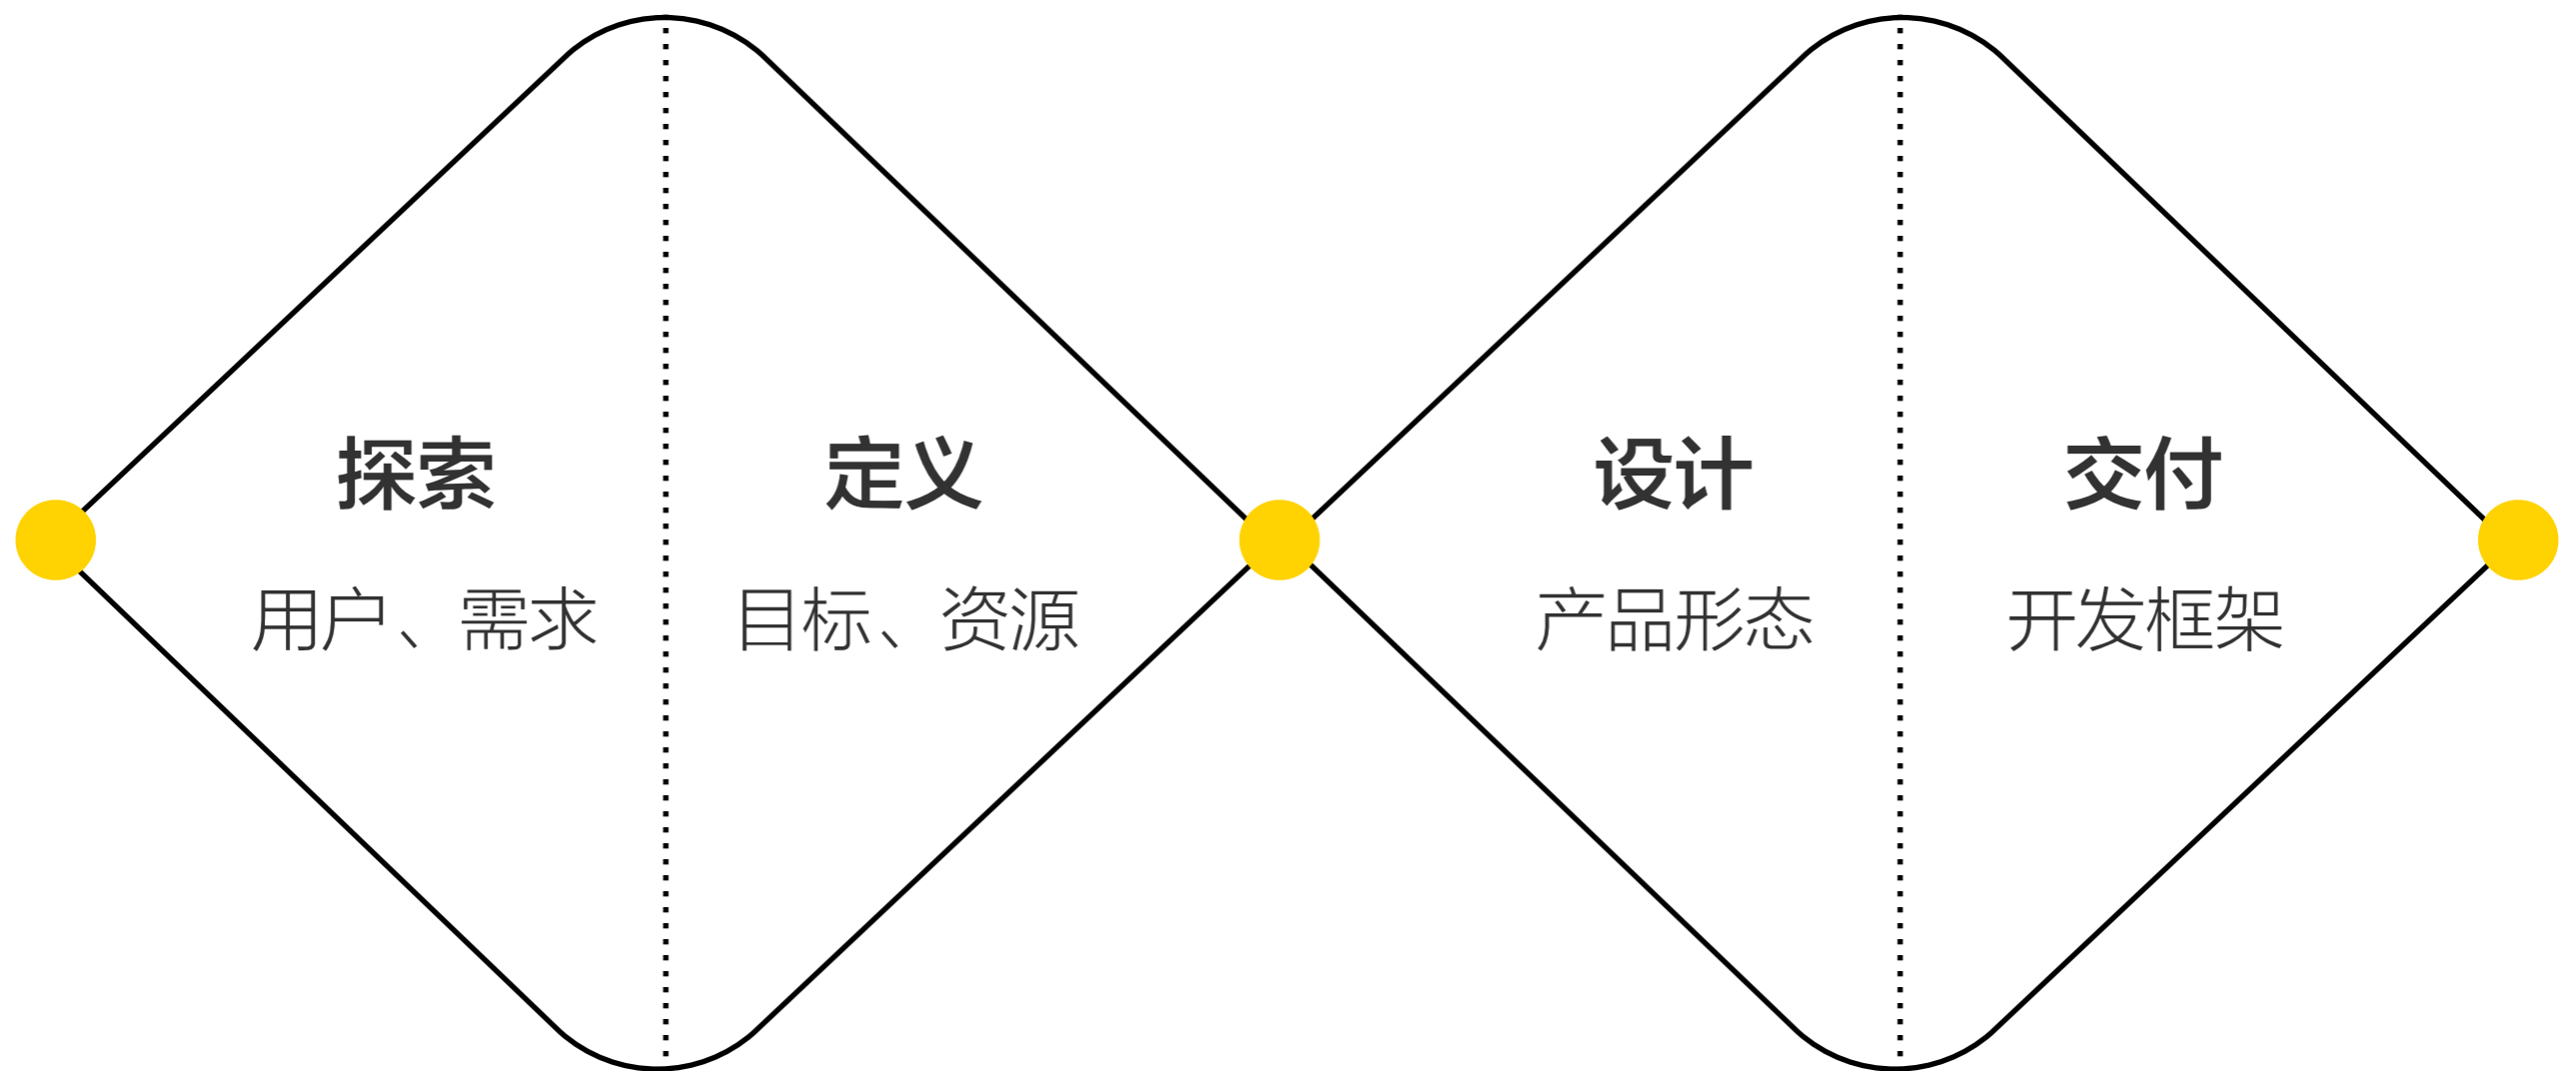 探索
用户、需求
定义
目标、资源
设计
产品形态
交付
开发框架